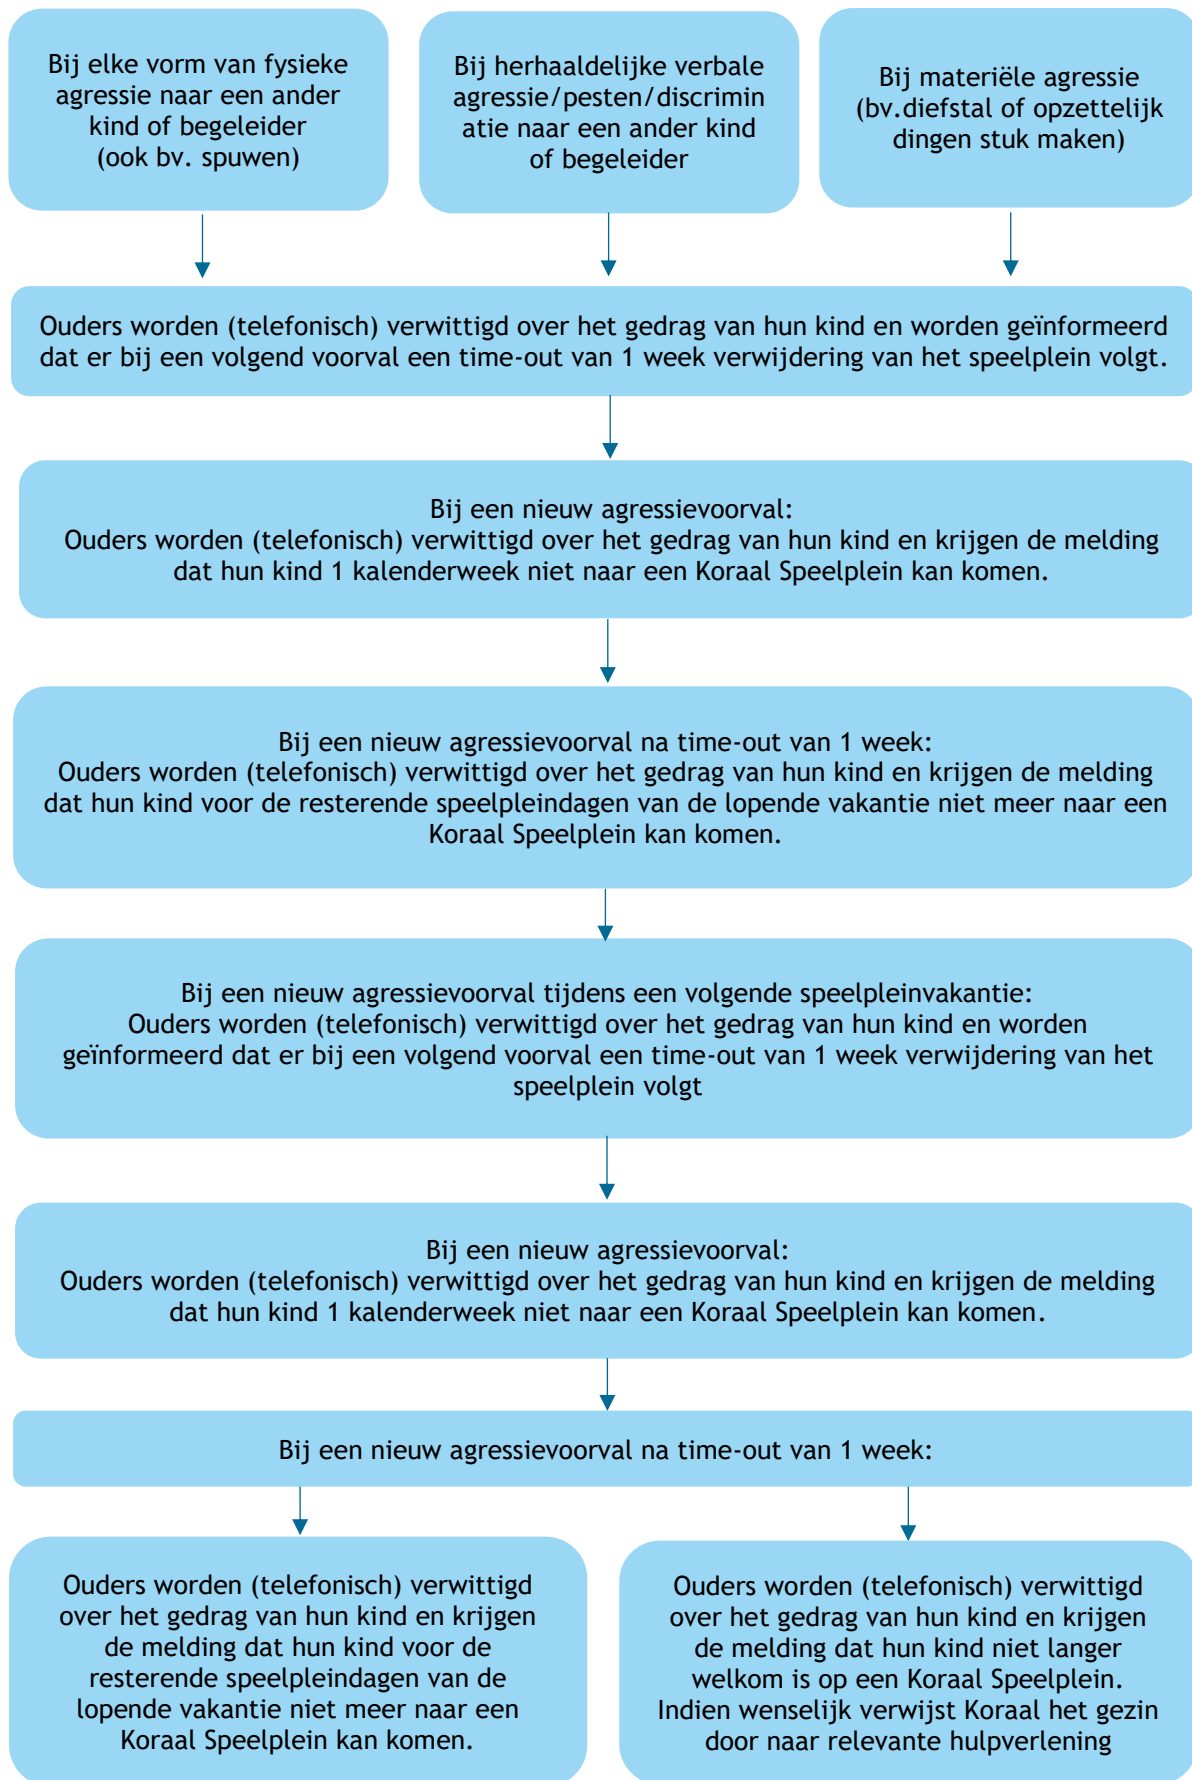 Bij elke vorm van fysieke
agressie naar een ander
kind of begeleider
(ook bv. spuwen)
Bij herhaaldelijke verbale
agressie/pesten/discrimin
atie naar een ander kind
of begeleider
Bij materiële agressie
(bv.diefstal of opzettelijk
dingen stuk maken)
Ouders worden (telefonisch) verwittigd over het gedrag van hun kind en worden geïnformeerd
dat er bij een volgend voorval een time-out van 1 week verwijdering van het speelplein volgt.
Bij een nieuw agressievoorval:
Ouders worden (telefonisch) verwittigd over het gedrag van hun kind en krijgen de melding
dat hun kind 1 kalenderweek niet naar een Koraal Speelplein kan komen.
Bij een nieuw agressievoorval na time-out van 1 week:
Ouders worden (telefonisch) verwittigd over het gedrag van hun kind en krijgen de melding
dat hun kind voor de resterende speelpleindagen van de lopende vakantie niet meer naar een
Koraal Speelplein kan komen.
Bij een nieuw agressievoorval tijdens een volgende speelpleinvakantie:
Ouders worden (telefonisch) verwittigd over het gedrag van hun kind en worden
geïnformeerd dat er bij een volgend voorval een time-out van 1 week verwijdering van het
speelplein volgt
Bij een nieuw agressievoorval:
Ouders worden (telefonisch) verwittigd over het gedrag van hun kind en krijgen de melding
dat hun kind 1 kalenderweek niet naar een Koraal Speelplein kan komen.
Bij een nieuw agressievoorval na time-out van 1 week:
Ouders worden (telefonisch) verwittigd
over het gedrag van hun kind en krijgen
de melding dat hun kind voor de
resterende speelpleindagen van de
lopende vakantie niet meer naar een
Koraal Speelplein kan komen.
Ouders worden (telefonisch) verwittigd
over het gedrag van hun kind en krijgen
de melding dat hun kind niet langer
welkom is op een Koraal Speelplein.
Indien wenselijk verwijst Koraal het gezin
door naar relevante hulpverlening